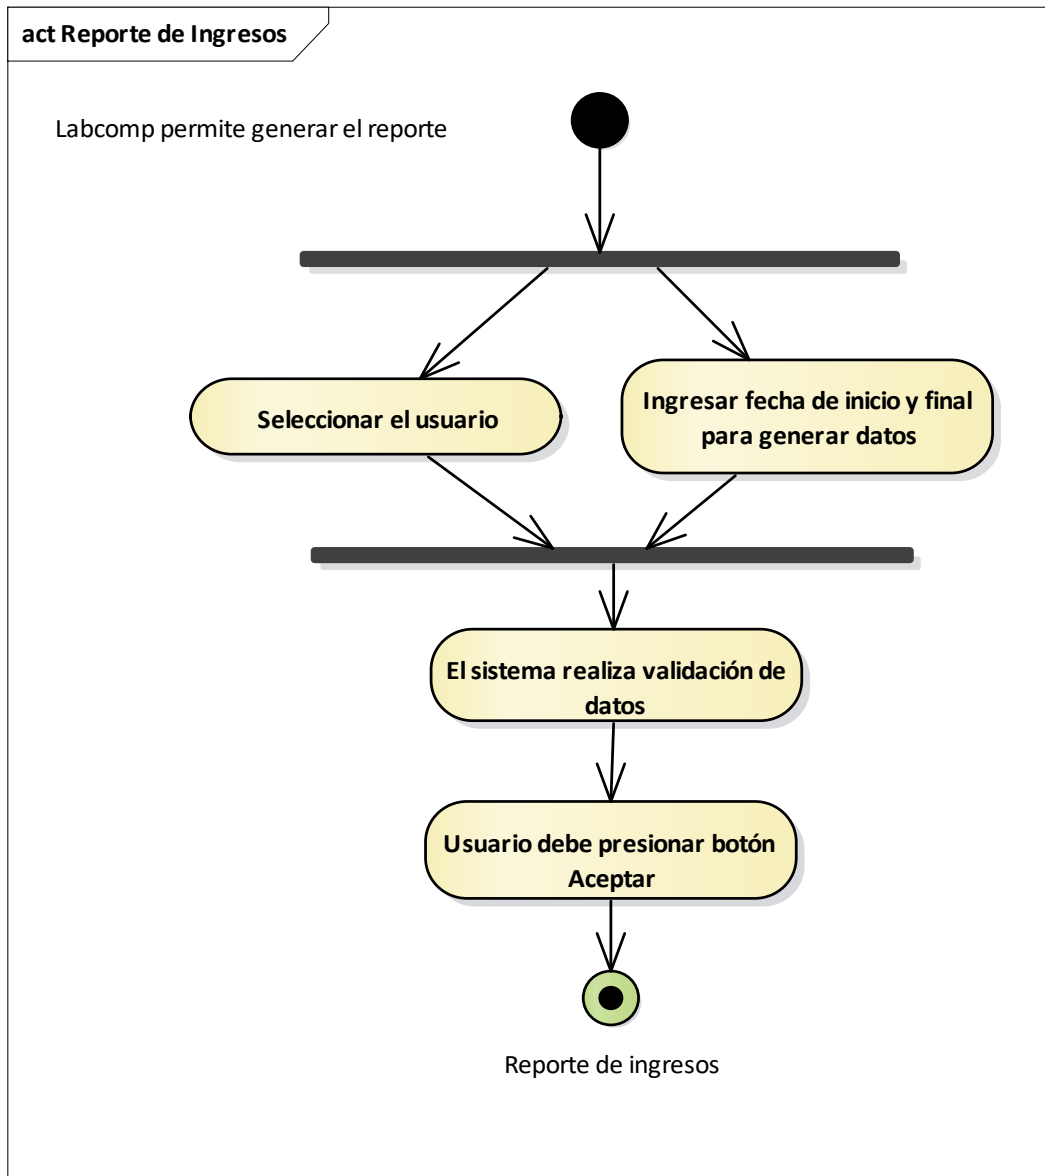 act Reporte de Ingresos
Labcomp permite generar el reporte
Seleccionar el usuario
Ingresar fecha de inicio y final
para generar datos
El sistema realiza validación de
datos
Usuario debe presionar botón
Aceptar
Reporte de ingresos